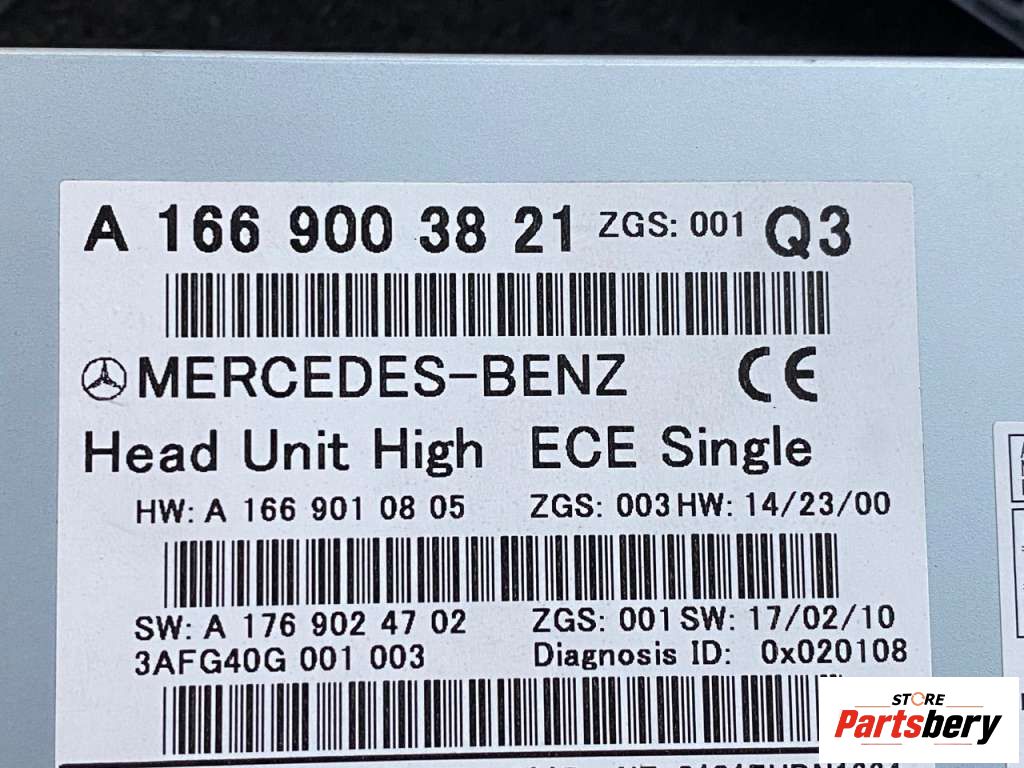 A 166 900 38 21 ZGS: 001 Q3
MERCEDES-BENZ CE
Head Unit High ECE Single
HW: A 166 901 08 05 ZGS: 003 HW: 14/23/00
SW: A 176 902 47 02 ZGS: 001 SW: 17/02/10
3AFG40G 001 003 Diagnosis ID: 0x020108
STORE
Partsbery